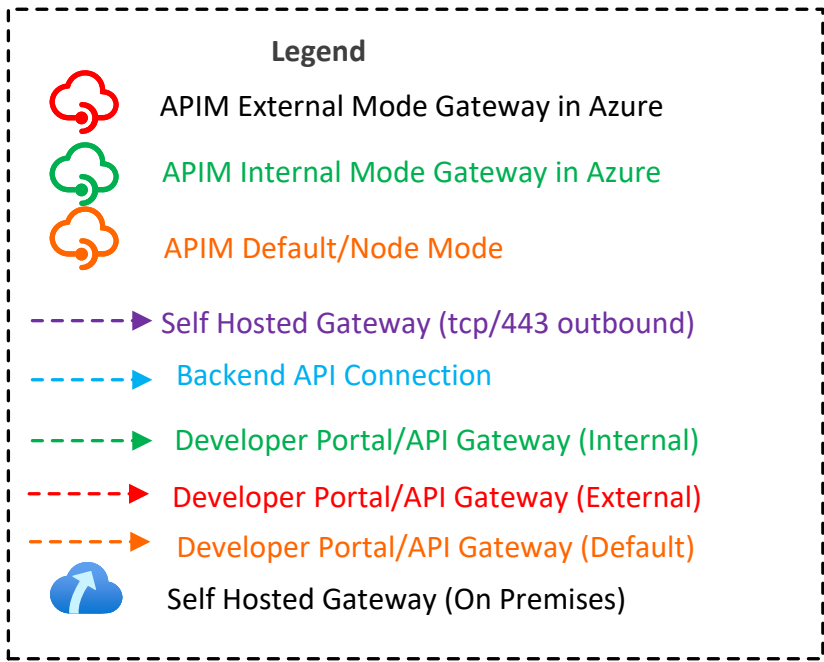 Legend
APIM External Mode Gateway in Azure
APIM Internal Mode Gateway in Azure
APIM Default/Node Mode
Self Hosted Gateway (tcp/443 outbound)
Backend API Connection
Developer Portal/API Gateway (Internal)
Developer Portal/API Gateway (External)
Developer Portal/API Gateway (Default)
Self Hosted Gateway (On Premises)